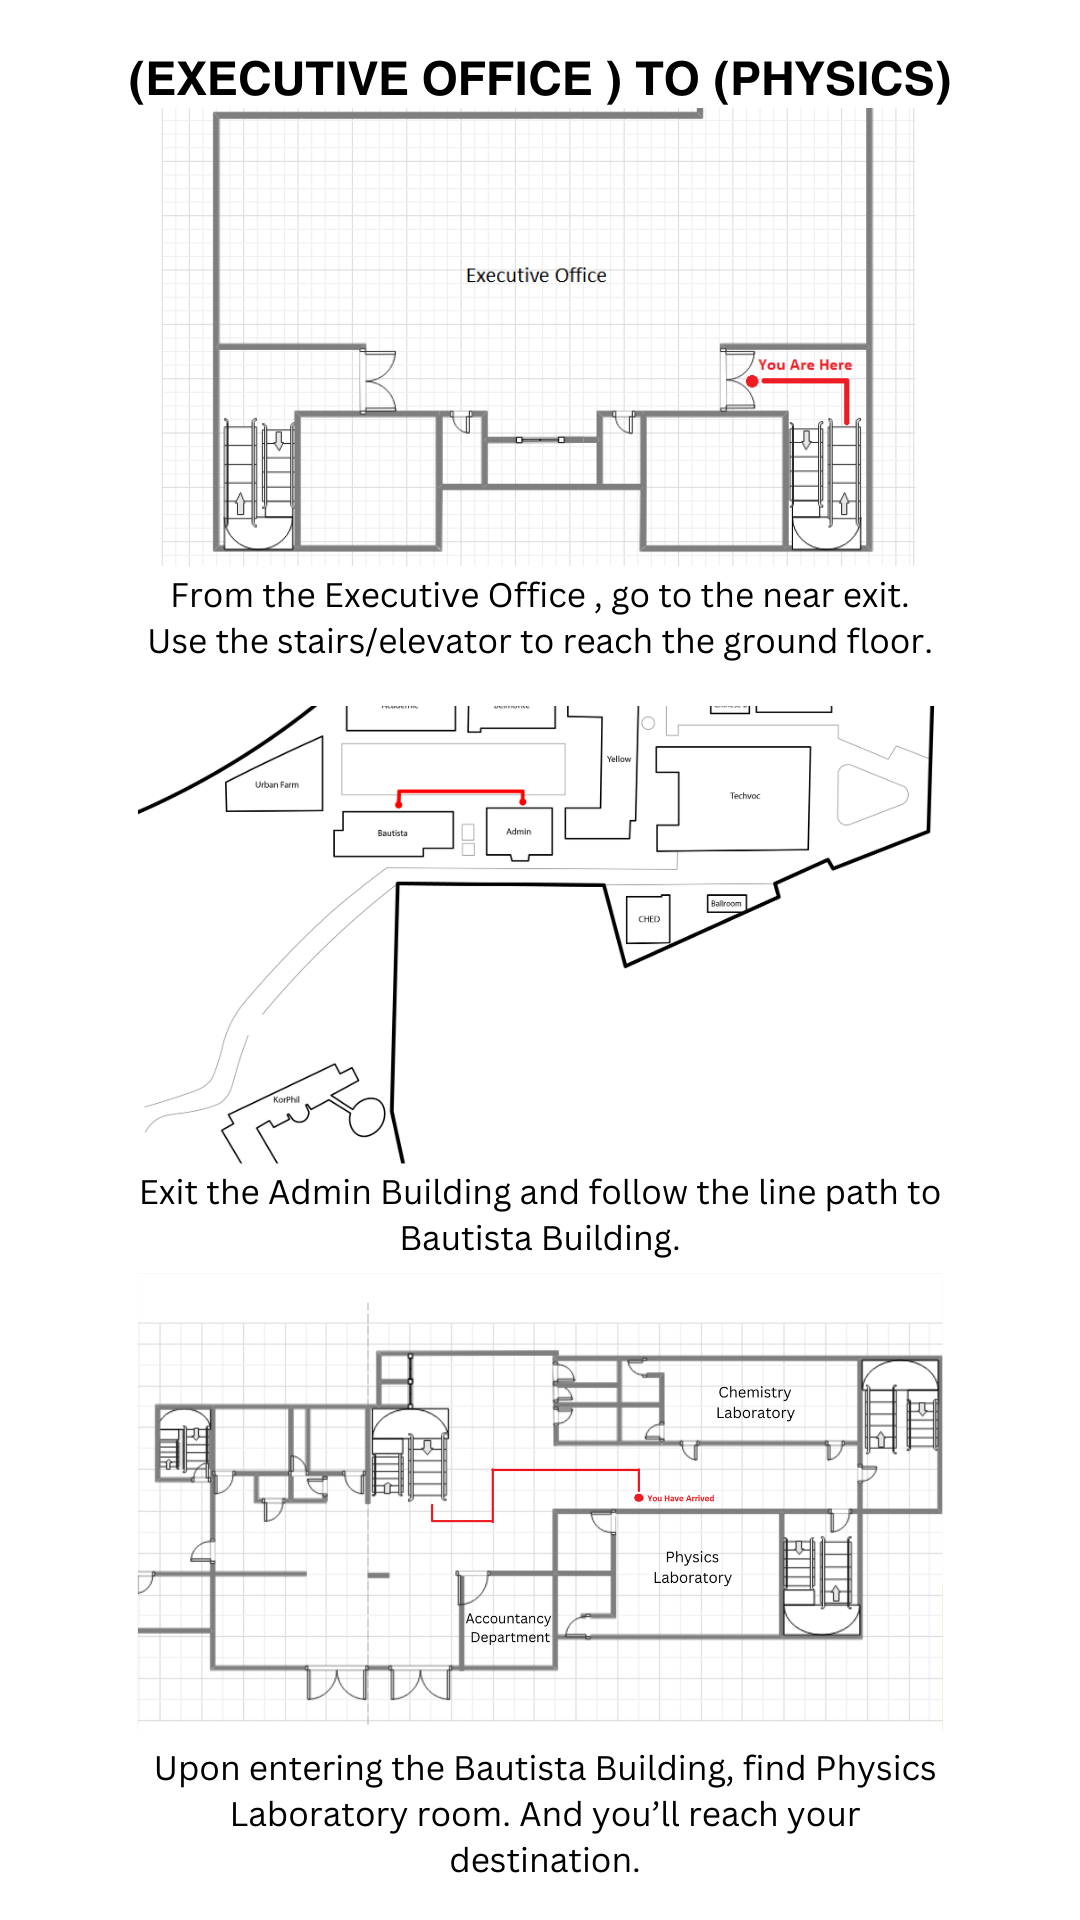 (EXECUTIVE OFFICE ) TO (PHYSICS)
Executive Office
You Are Here
From the Executive Office , go to the near exit.
Use the stairs/elevator to reach the ground floor.
Academic
Belmonte
Yellow
Urban Farm
Techvoc
Bautista
Admin
CHED
Ballroom
KorPhil
Exit the Admin Building and follow the line path to
Bautista Building.
Chemistry
Laboratory
You Have Arrived
Physics
Laboratory
Accountancy
Department
Upon entering the Bautista Building, find Physics
Laboratory room. And you’ll reach your
destination.